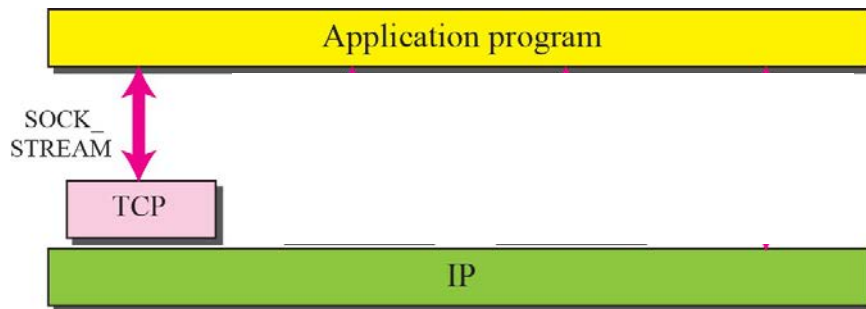 Application program
SOCK_
STREAM
TCP
IP